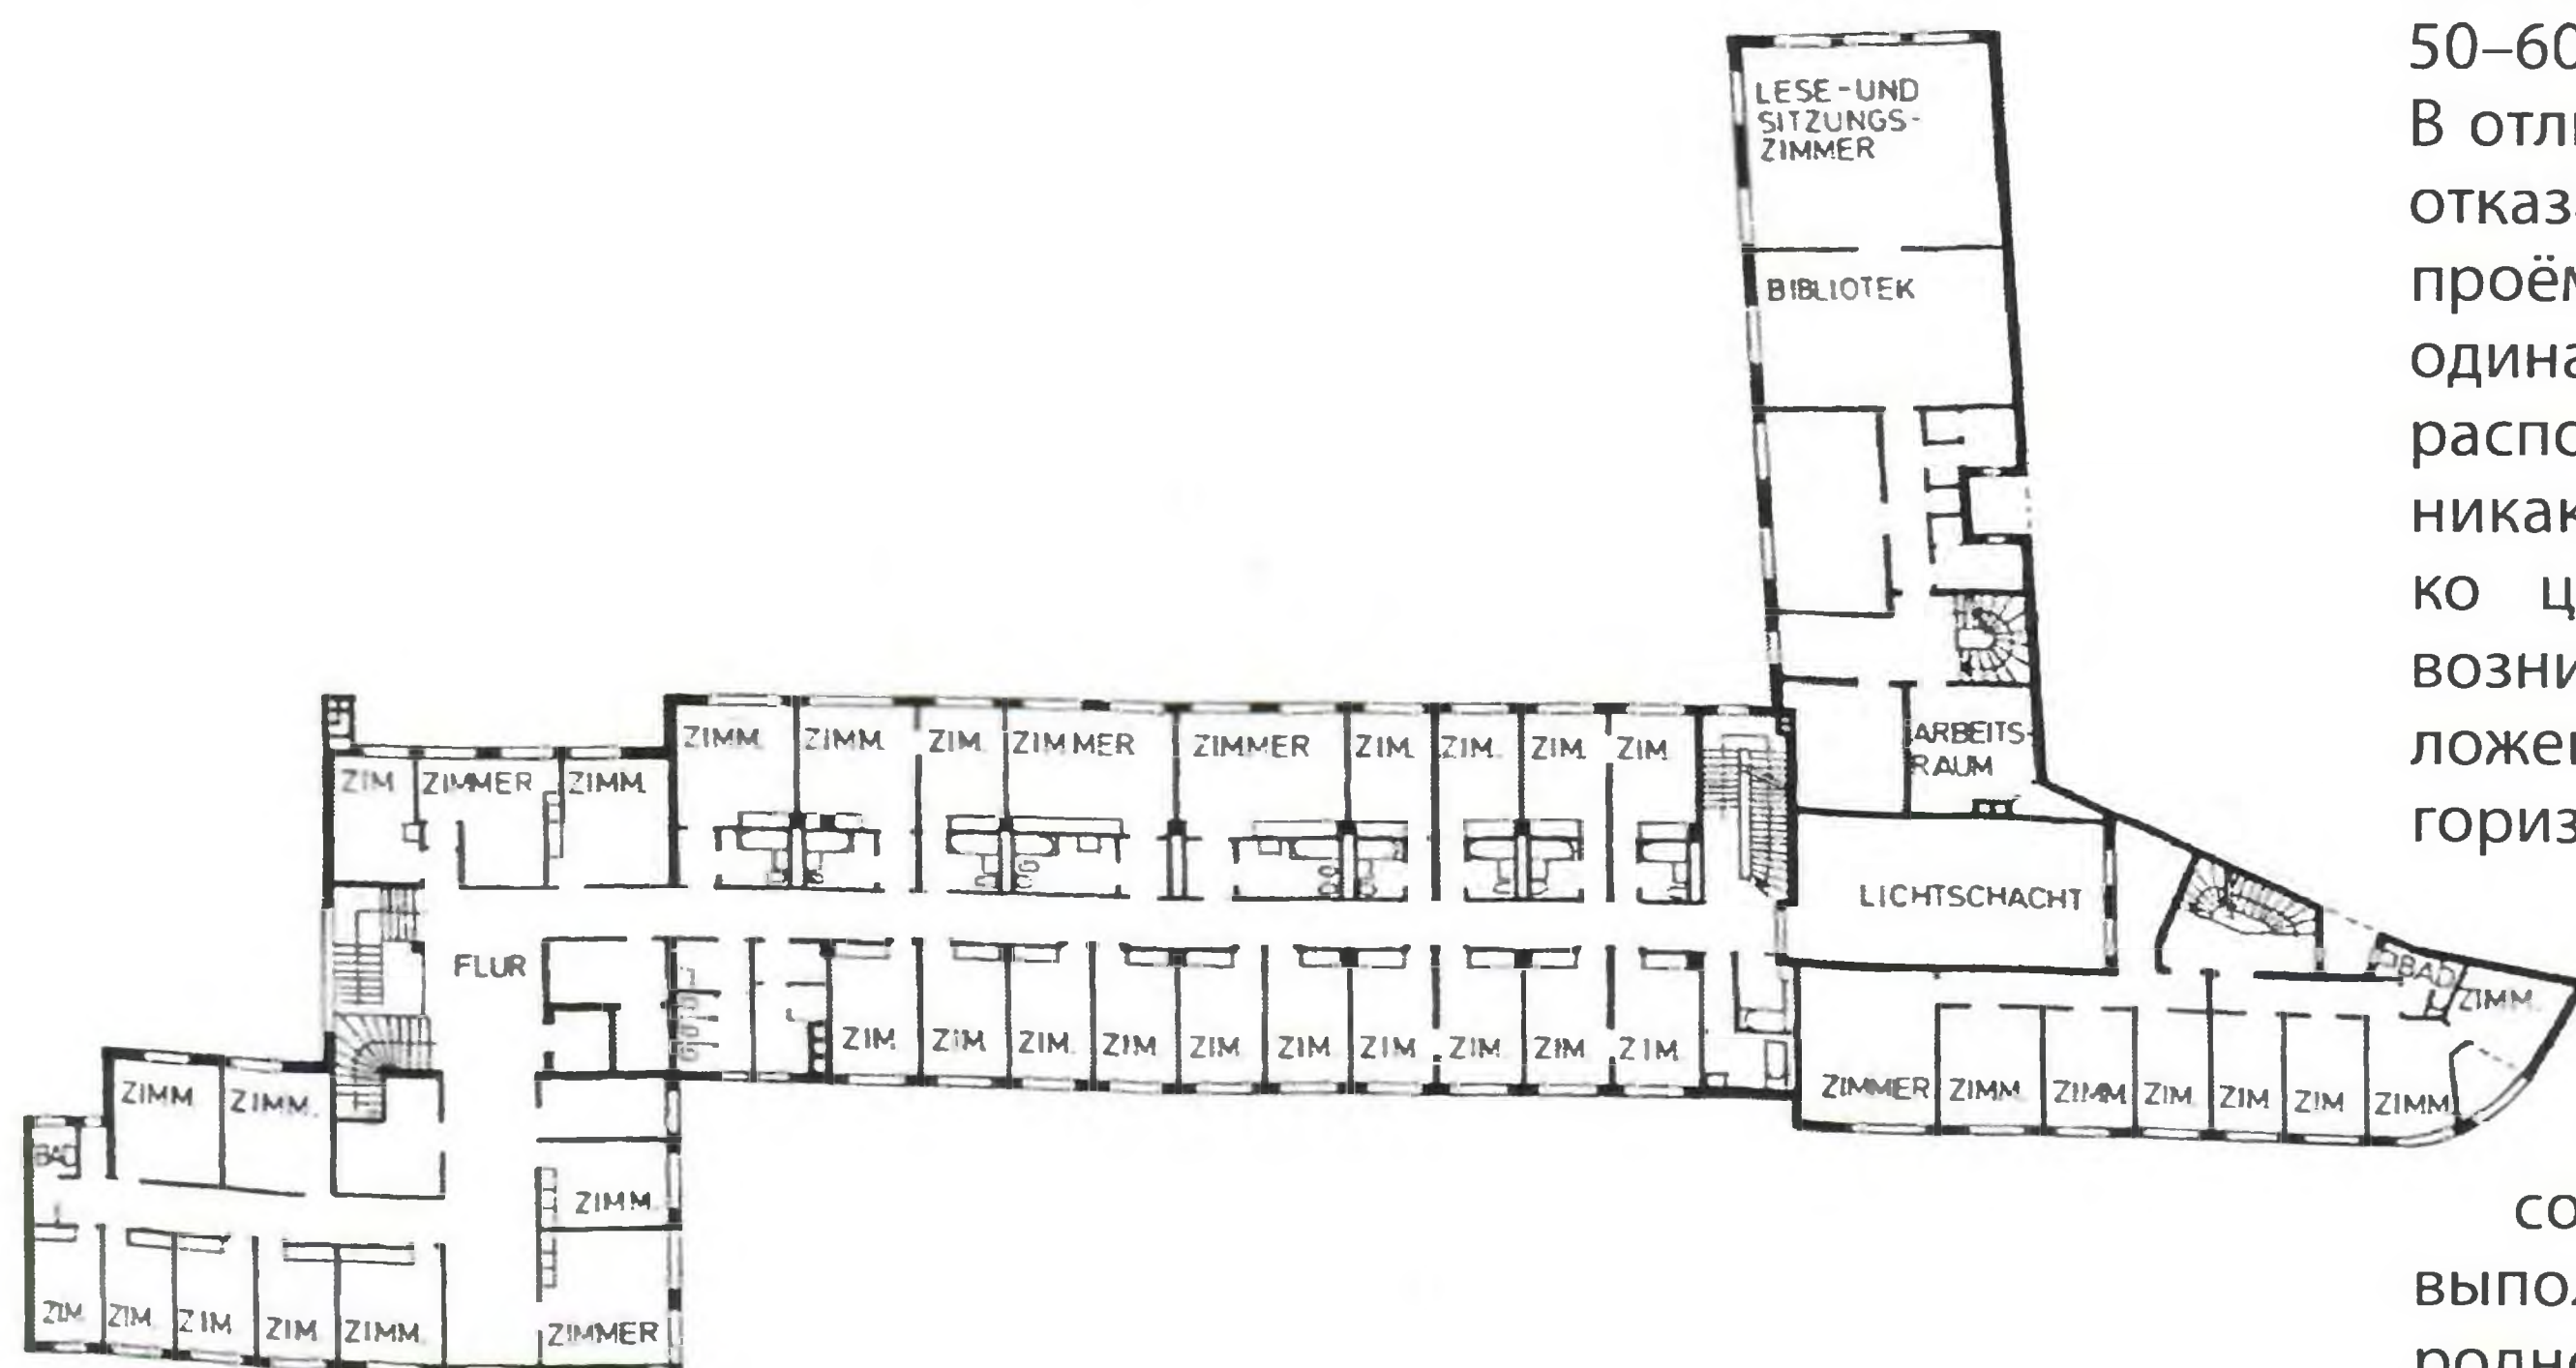 LESE-UND
SITZUNGS-
ZIMMER
BIBLIOTEK
ARBEITS-
RAUM
LICHTSCHACHT
ZIMM. ZIMM. ZIM. ZIMMER ZIMMER ZIM. ZIM. ZIM. ZIM.
ZIM ZIMMER ZIMM.
FLUR
ZIM. ZIM. ZIM. ZIM ZIM. ZIM ZIM ZIM ZIM ZIM.
BAD
ZIMM.
ZIMMER ZIMM. ZIMM ZIM. ZIM ZIM ZIMM.
ZIMM. ZIMM.
BAD
ZIMM.
ZIM. ZIM. ZIM ZIM ZIMM. ZIMMER
50–60
В отл
отказ
проём
одина
распо
никак
ко ц
возни
ложе
гориз
со
выпол
родно